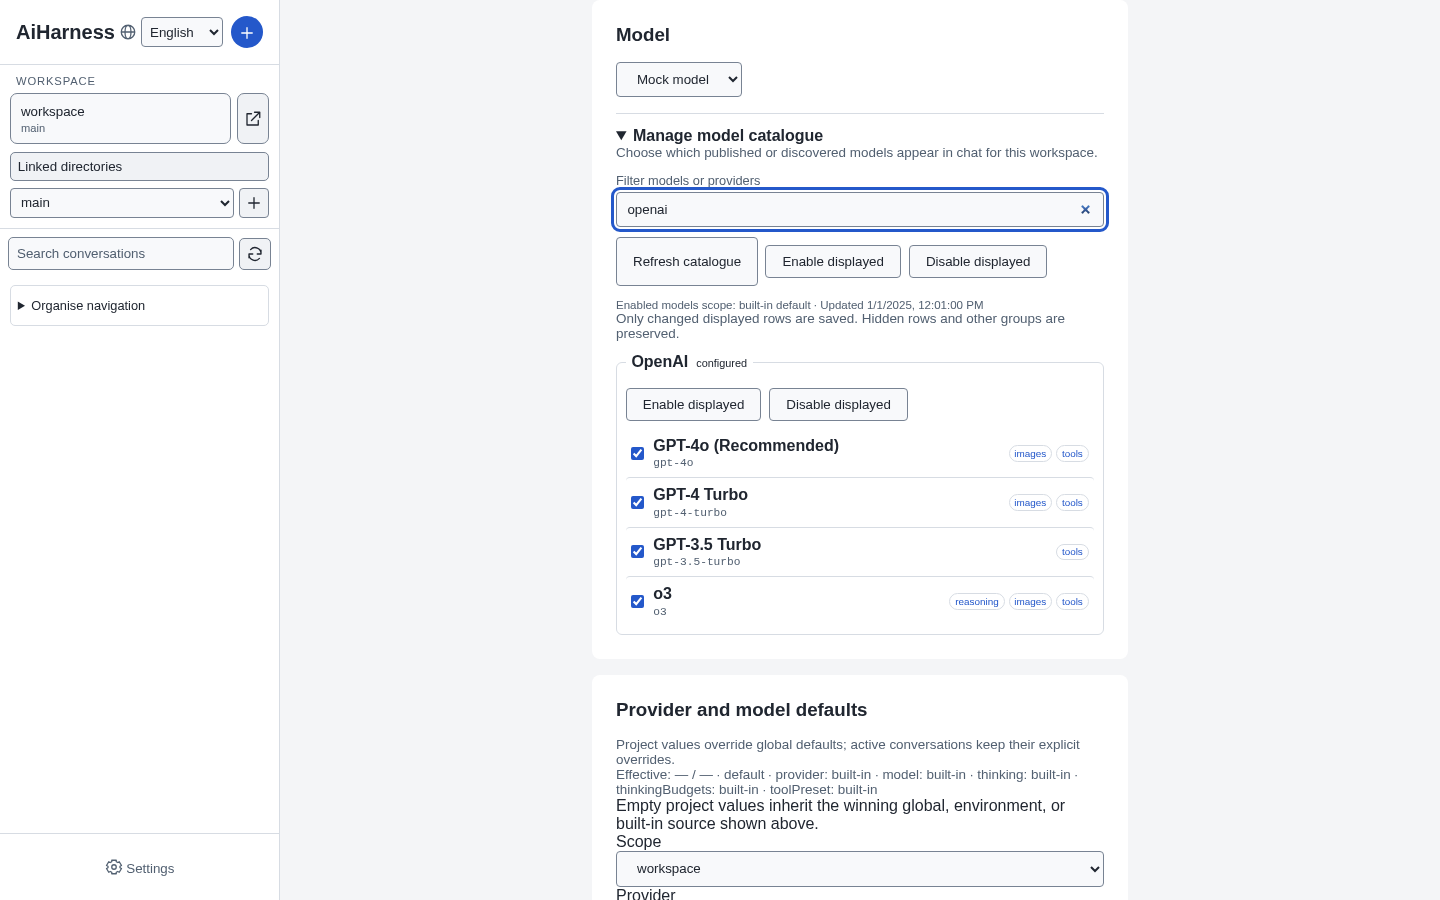 AiHarness
English
WORKSPACE
workspace
main
Linked directories
main
Search conversations
Organise navigation
Settings
Model
Mock model
Manage model catalogue
Choose which published or discovered models appear in chat for this workspace.
Filter models or providers
openai
Refresh catalogue
Enable displayed
Disable displayed
Enabled models scope: built-in default · Updated 1/1/2025, 12:01:00 PM
Only changed displayed rows are saved. Hidden rows and other groups are
preserved.
OpenAI configured
Enable displayed
Disable displayed
GPT-4o (Recommended)
gpt-4o
images tools
GPT-4 Turbo
gpt-4-turbo
images tools
GPT-3.5 Turbo
gpt-3.5-turbo
tools
o3
o3
reasoning images tools
Provider and model defaults
Project values override global defaults; active conversations keep their explicit
overrides.
Effective: — / — · default · provider: built-in · model: built-in · thinking: built-in ·
thinkingBudgets: built-in · toolPreset: built-in
Empty project values inherit the winning global, environment, or
built-in source shown above.
Scope
workspace
Provider